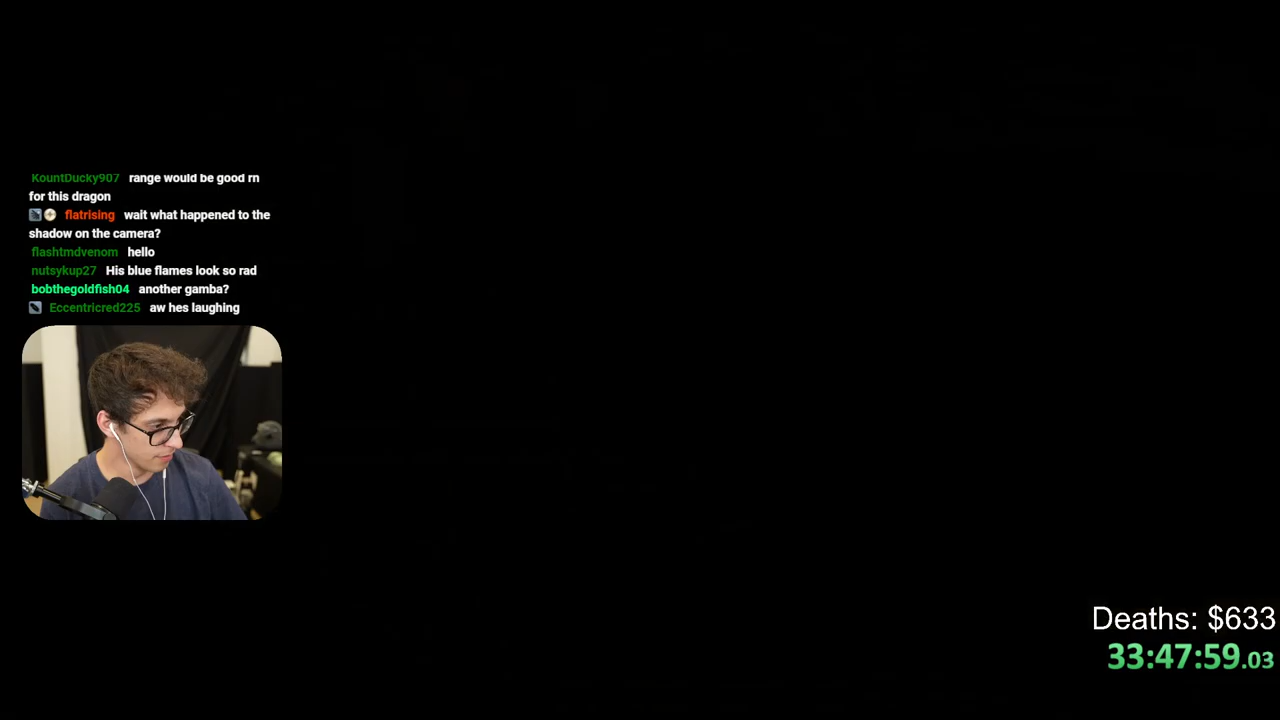 KountDucky907 range would be good rn
for this dragon
flatrising wait what happened to the
shadow on the camera?
flashtmdvenom hello
nutsykup27 His blue flames look so rad
bobthegoldfish04 another gamba?
Eccentricred225 aw hes laughing
Deaths: $633
33:47:59.03